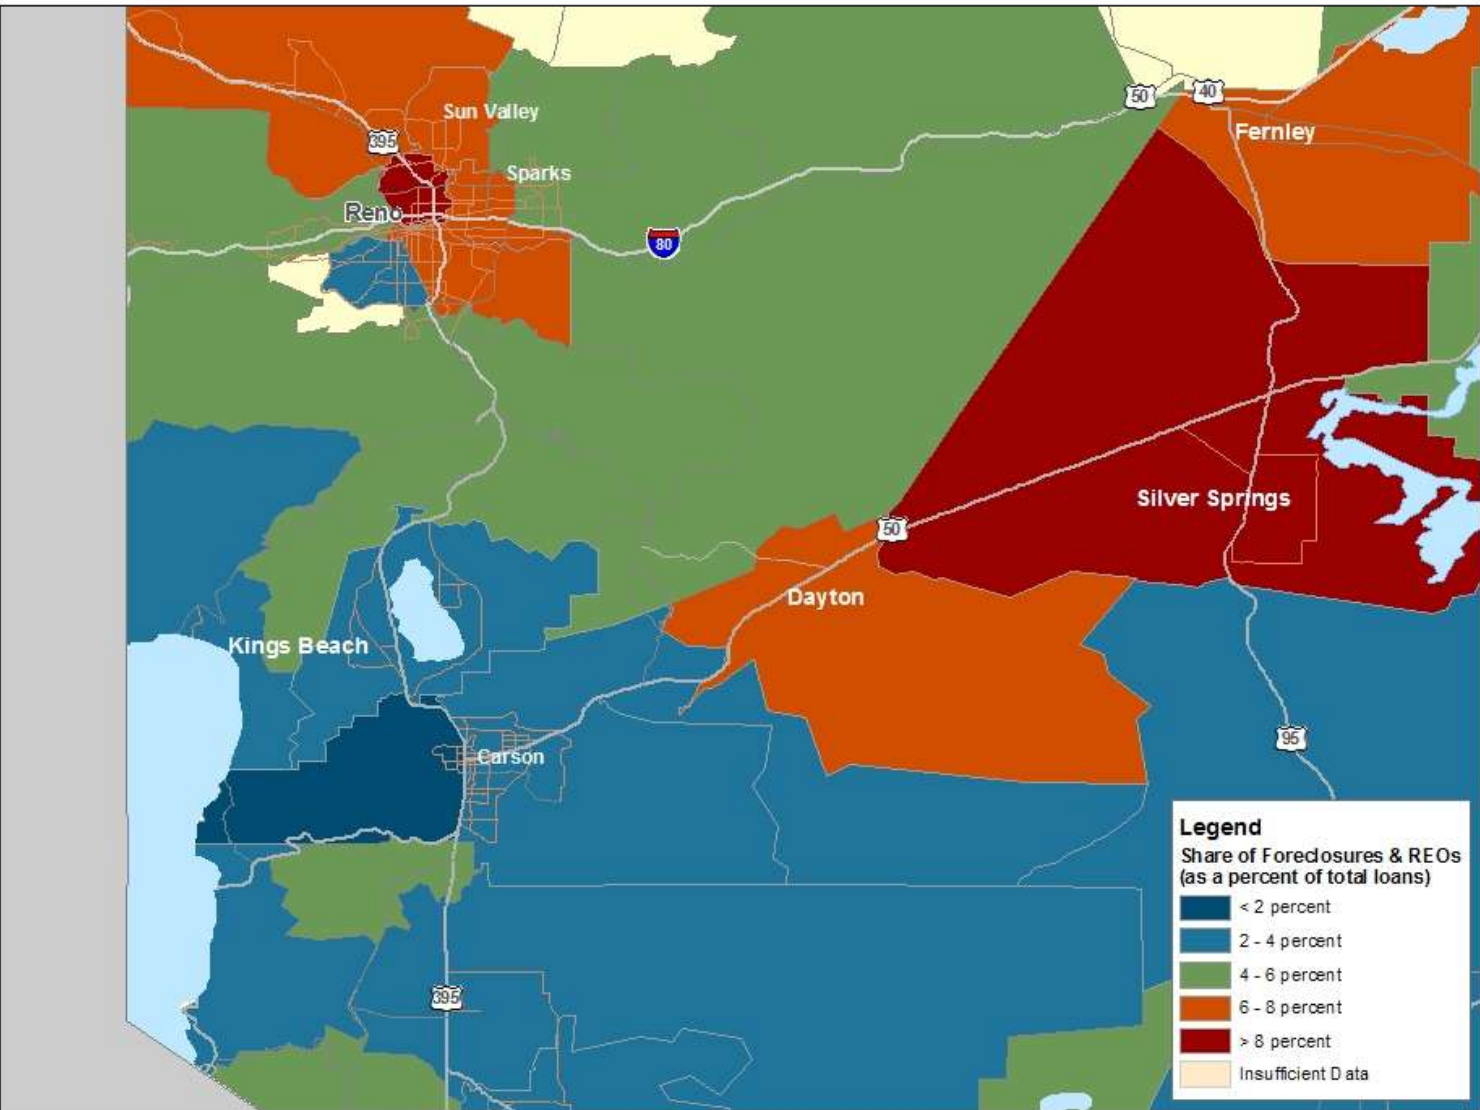 50
40
Sun Valley
Fernley
395
Sparks
Reno
80
Silver Springs
50
Dayton
Kings Beach
95
Carson
395
Legend
Share of Foreclosures & REOs
(as a percent of total loans)
< 2 percent
2 - 4 percent
4 - 6 percent
6 - 8 percent
> 8 percent
Insufficient Data